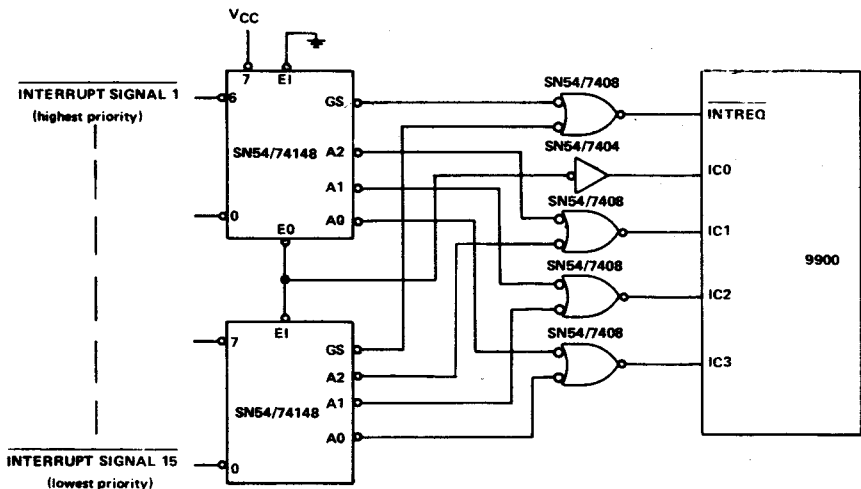 VCC
INTERRUPT SIGNAL 1
(highest priority)
7
EI
6
GS
SN54/74148
A2
A1
A0
0
E0
SN54/7408
INTREQ
SN54/7404
IC0
SN54/7408
IC1
9900
SN54/7408
IC2
SN54/7408
IC3
EI
7
GS
A2
SN54/74148
A1
A0
0
INTERRUPT SIGNAL 15
(lowest priority)